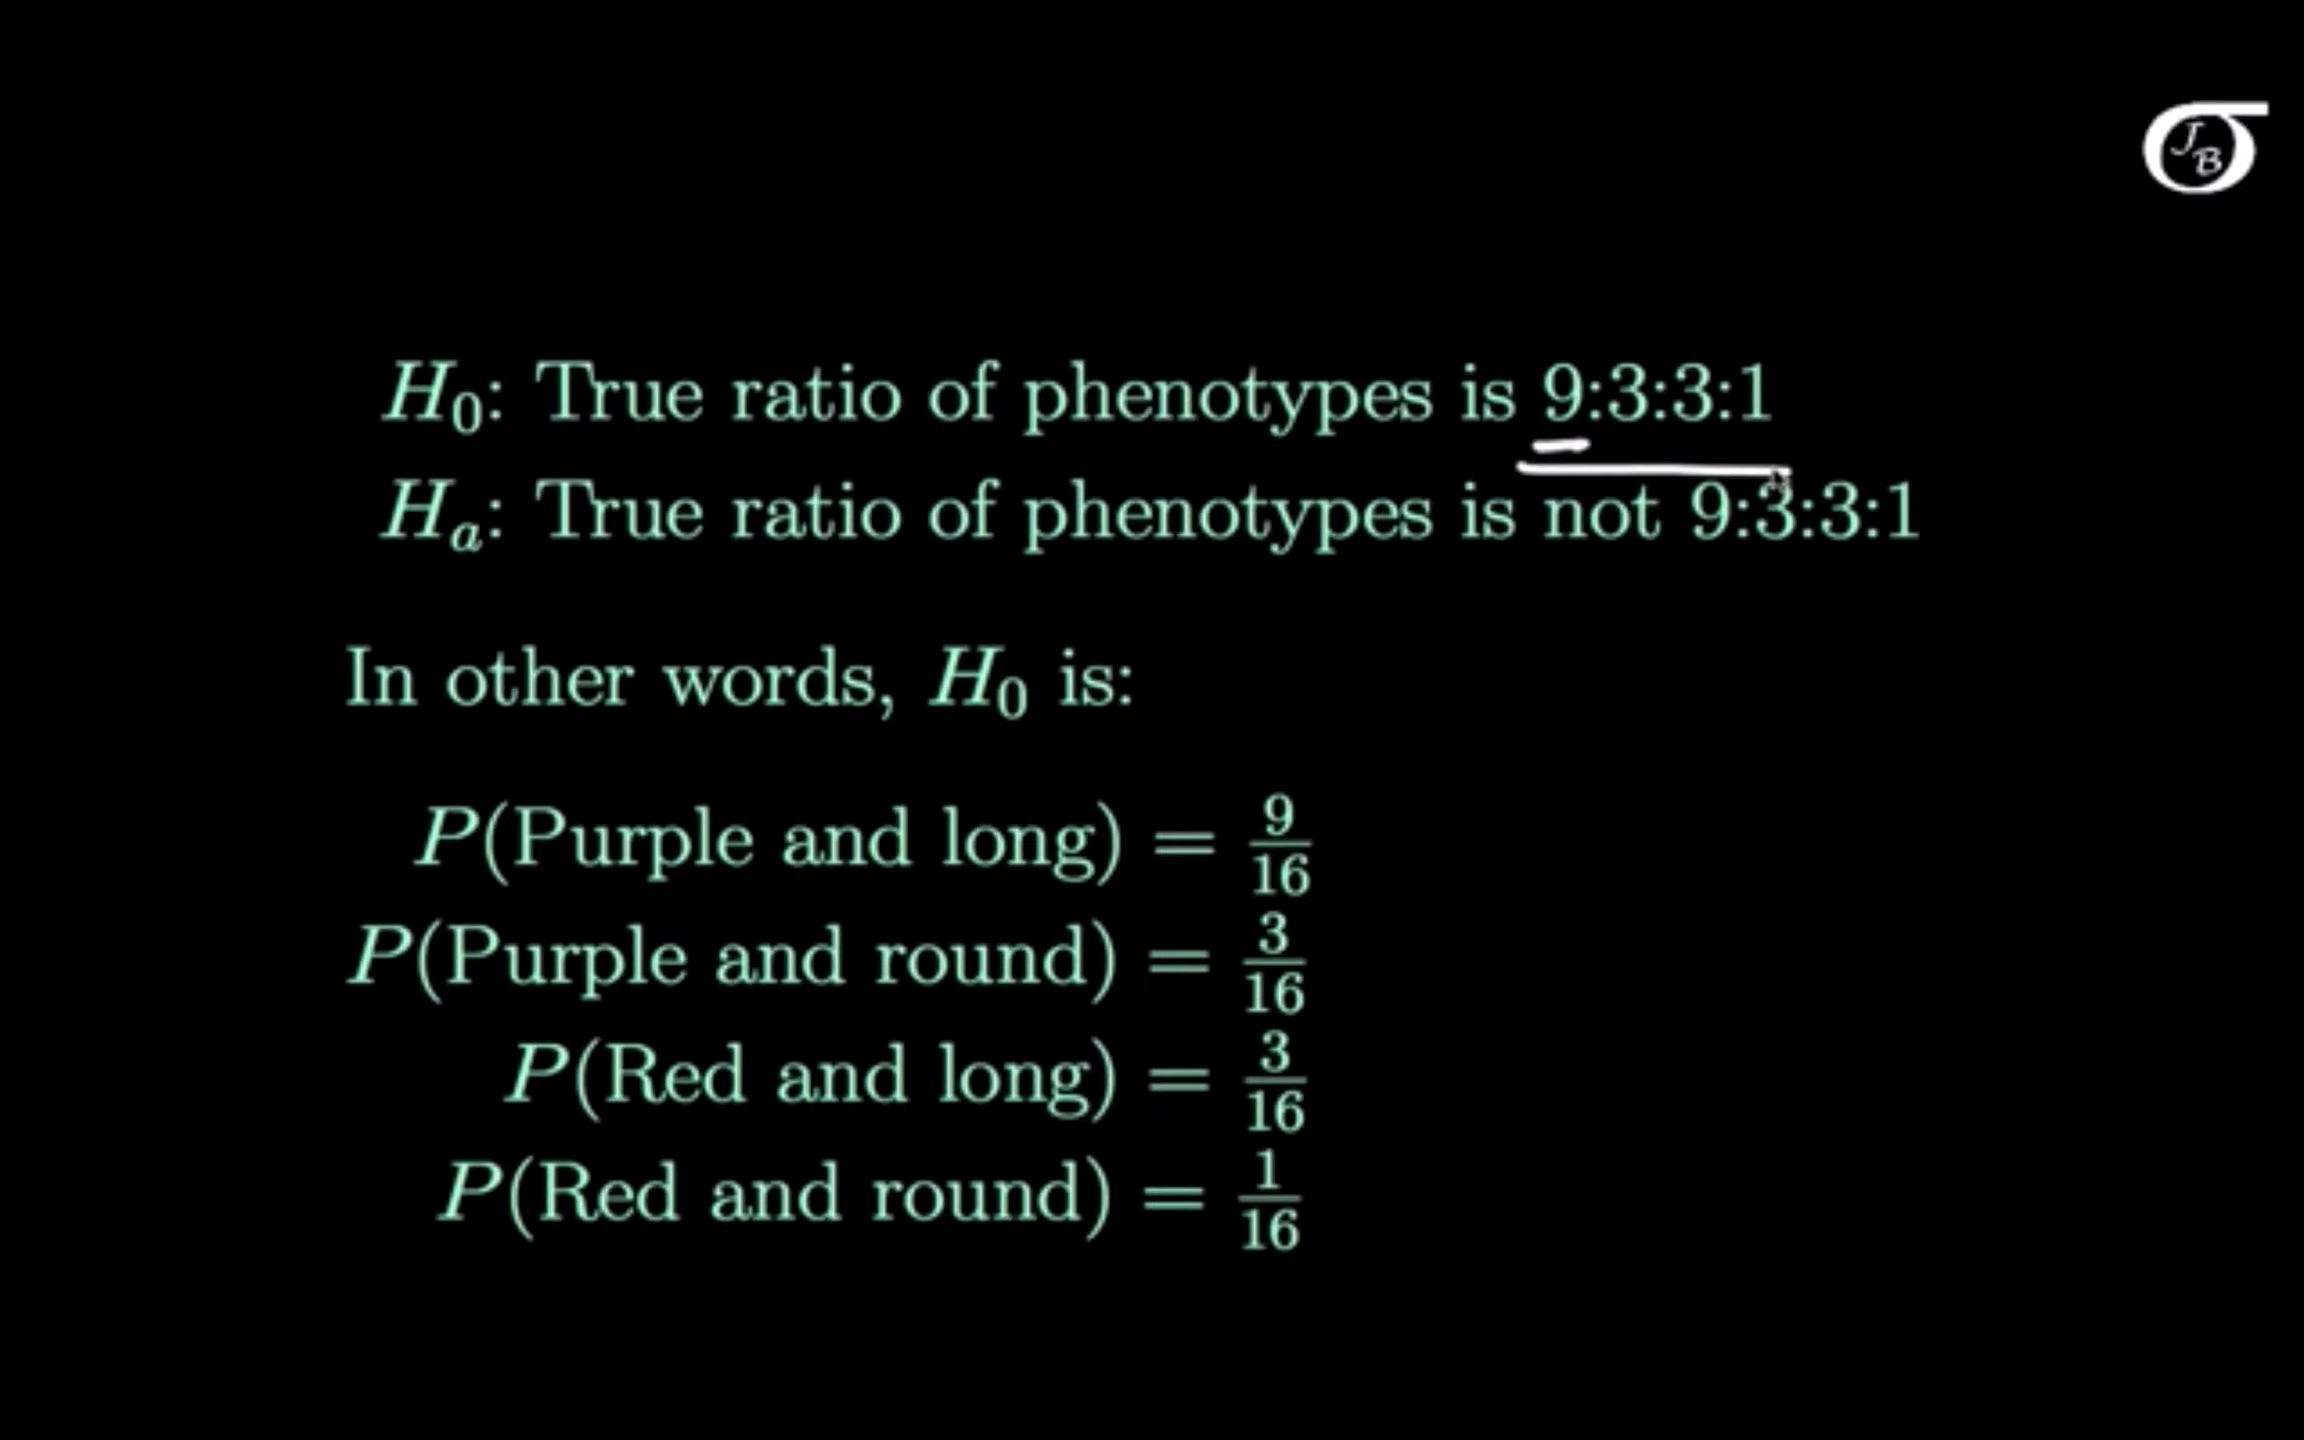 J
B
H₀: True ratio of phenotypes is 9:3:3:1
Hₐ: True ratio of phenotypes is not 9:3:3:1
In other words, H₀ is:
P(Purple and long) = 9/16
P(Purple and round) = 3/16
P(Red and long) = 3/16
P(Red and round) = 1/16